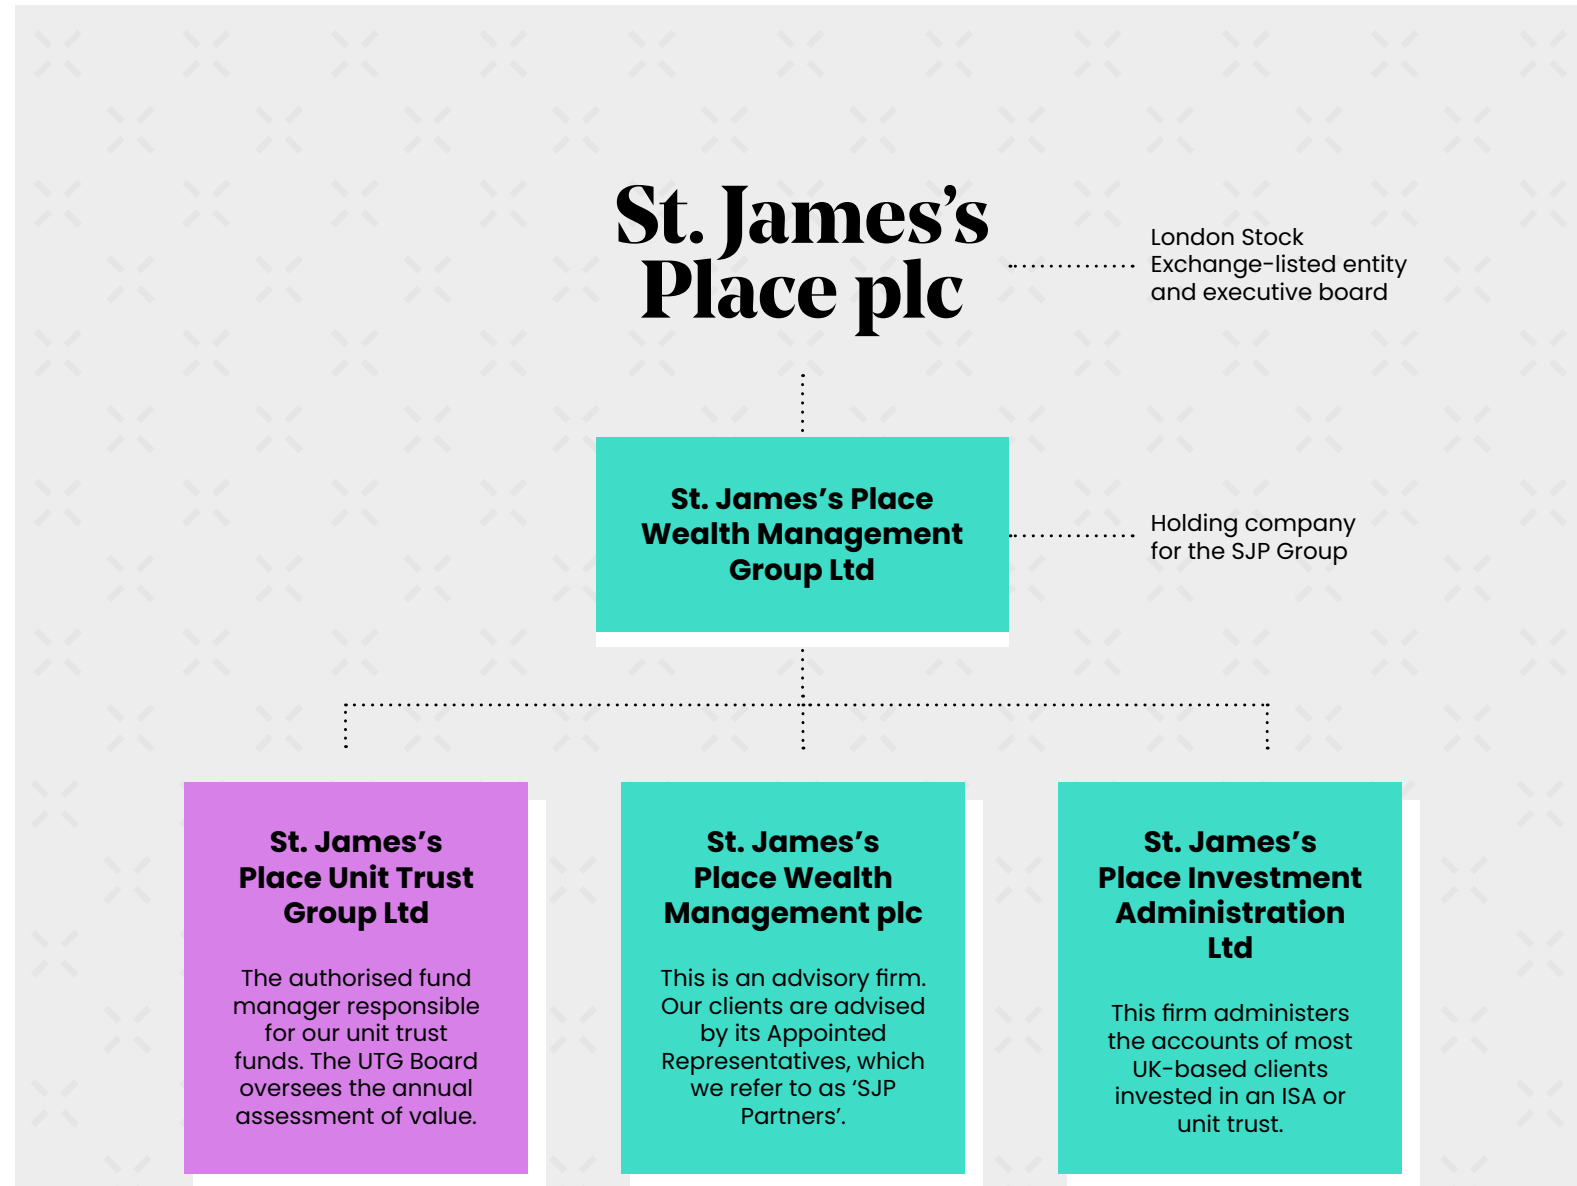 St. James’s
Place plc
London Stock
Exchange-listed entity
and executive board
St. James’s Place
Wealth Management
Group Ltd
Holding company
for the SJP Group
St. James’s
Place Unit Trust
Group Ltd
The authorised fund
manager responsible
for our unit trust
funds. The UTG Board
oversees the annual
assessment of value.
St. James’s
Place Wealth
Management plc
This is an advisory firm.
Our clients are advised
by its Appointed
Representatives, which
we refer to as ‘SJP
Partners’.
St. James’s
Place Investment
Administration
Ltd
This firm administers
the accounts of most
UK-based clients
invested in an ISA or
unit trust.